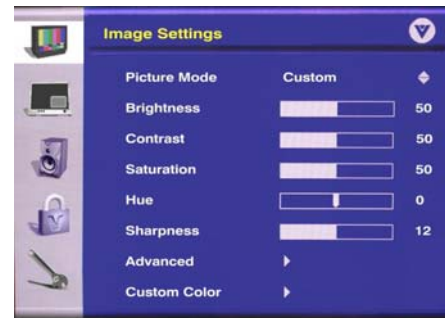 Image Settings
Picture Mode Custom
Brightness 50
Contrast 50
Saturation 50
Hue 0
Sharpness 12
Advanced
Custom Color